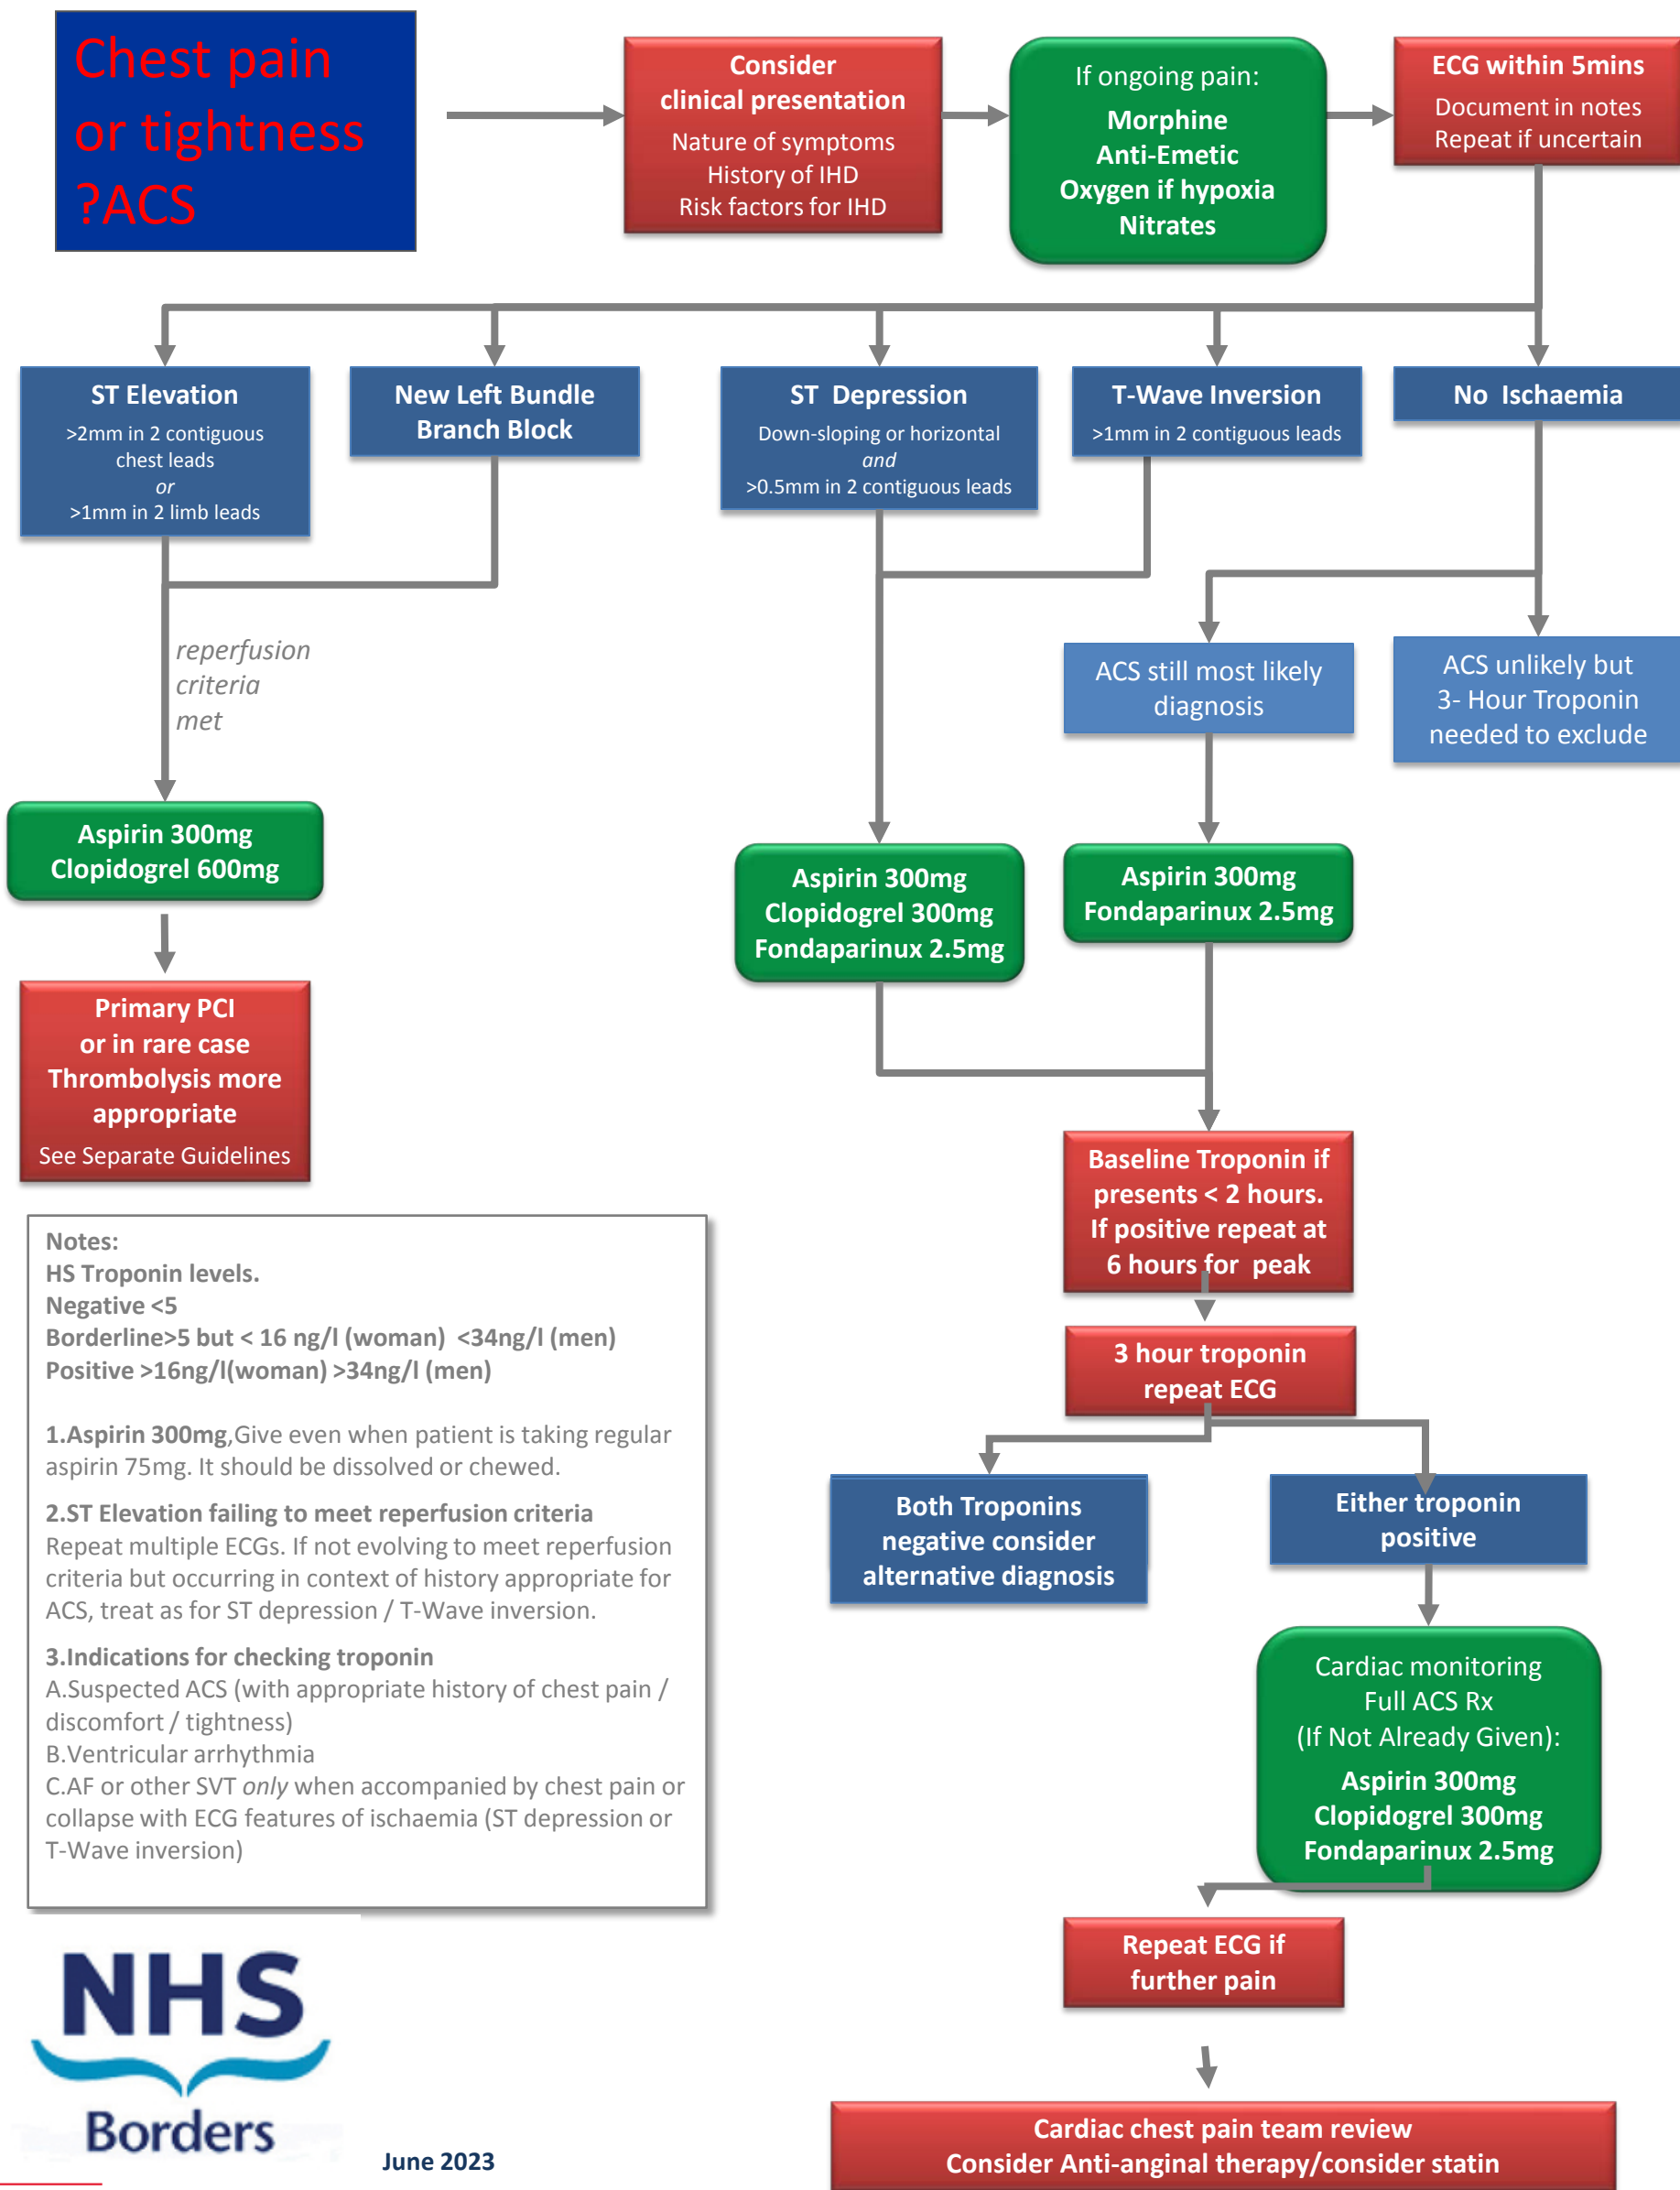 Chest pain
or tightness
?ACS
Consider
clinical presentation
Nature of symptoms
History of IHD
Risk factors for IHD
If ongoing pain:
Morphine
Anti-Emetic
Oxygen if hypoxia
Nitrates
ECG within 5mins
Document in notes
Repeat if uncertain
ST Elevation
>2mm in 2 contiguous
chest leads
or
>1mm in 2 limb leads
New Left Bundle
Branch Block
ST Depression
Down-sloping or horizontal
and
>0.5mm in 2 contiguous leads
T-Wave Inversion
>1mm in 2 contiguous leads
No Ischaemia
reperfusion
criteria
met
ACS still most likely
diagnosis
ACS unlikely but
3- Hour Troponin
needed to exclude
Aspirin 300mg
Clopidogrel 600mg
Aspirin 300mg
Clopidogrel 300mg
Fondaparinux 2.5mg
Aspirin 300mg
Fondaparinux 2.5mg
Primary PCI
or in rare case
Thrombolysis more
appropriate
See Separate Guidelines
Baseline Troponin if
presents < 2 hours.
If positive repeat at
6 hours for peak
3 hour troponin
repeat ECG
Both Troponins
negative consider
alternative diagnosis
Either troponin
positive
Cardiac monitoring
Full ACS Rx
(If Not Already Given):
Aspirin 300mg
Clopidogrel 300mg
Fondaparinux 2.5mg
Repeat ECG if
further pain
Cardiac chest pain team review
Consider Anti-anginal therapy/consider statin
Notes:
HS Troponin levels.
Negative <5
Borderline>5 but < 16 ng/l (woman) <34ng/l (men)
Positive >16ng/l(woman) >34ng/l (men)
1.Aspirin 300mg,Give even when patient is taking regular
aspirin 75mg. It should be dissolved or chewed.
2.ST Elevation failing to meet reperfusion criteria
Repeat multiple ECGs. If not evolving to meet reperfusion
criteria but occurring in context of history appropriate for
ACS, treat as for ST depression / T-Wave inversion.
3.Indications for checking troponin
A.Suspected ACS (with appropriate history of chest pain /
discomfort / tightness)
B.Ventricular arrhythmia
C.AF or other SVT only when accompanied by chest pain or
collapse with ECG features of ischaemia (ST depression or
T-Wave inversion)
NHS
Borders
June 2023